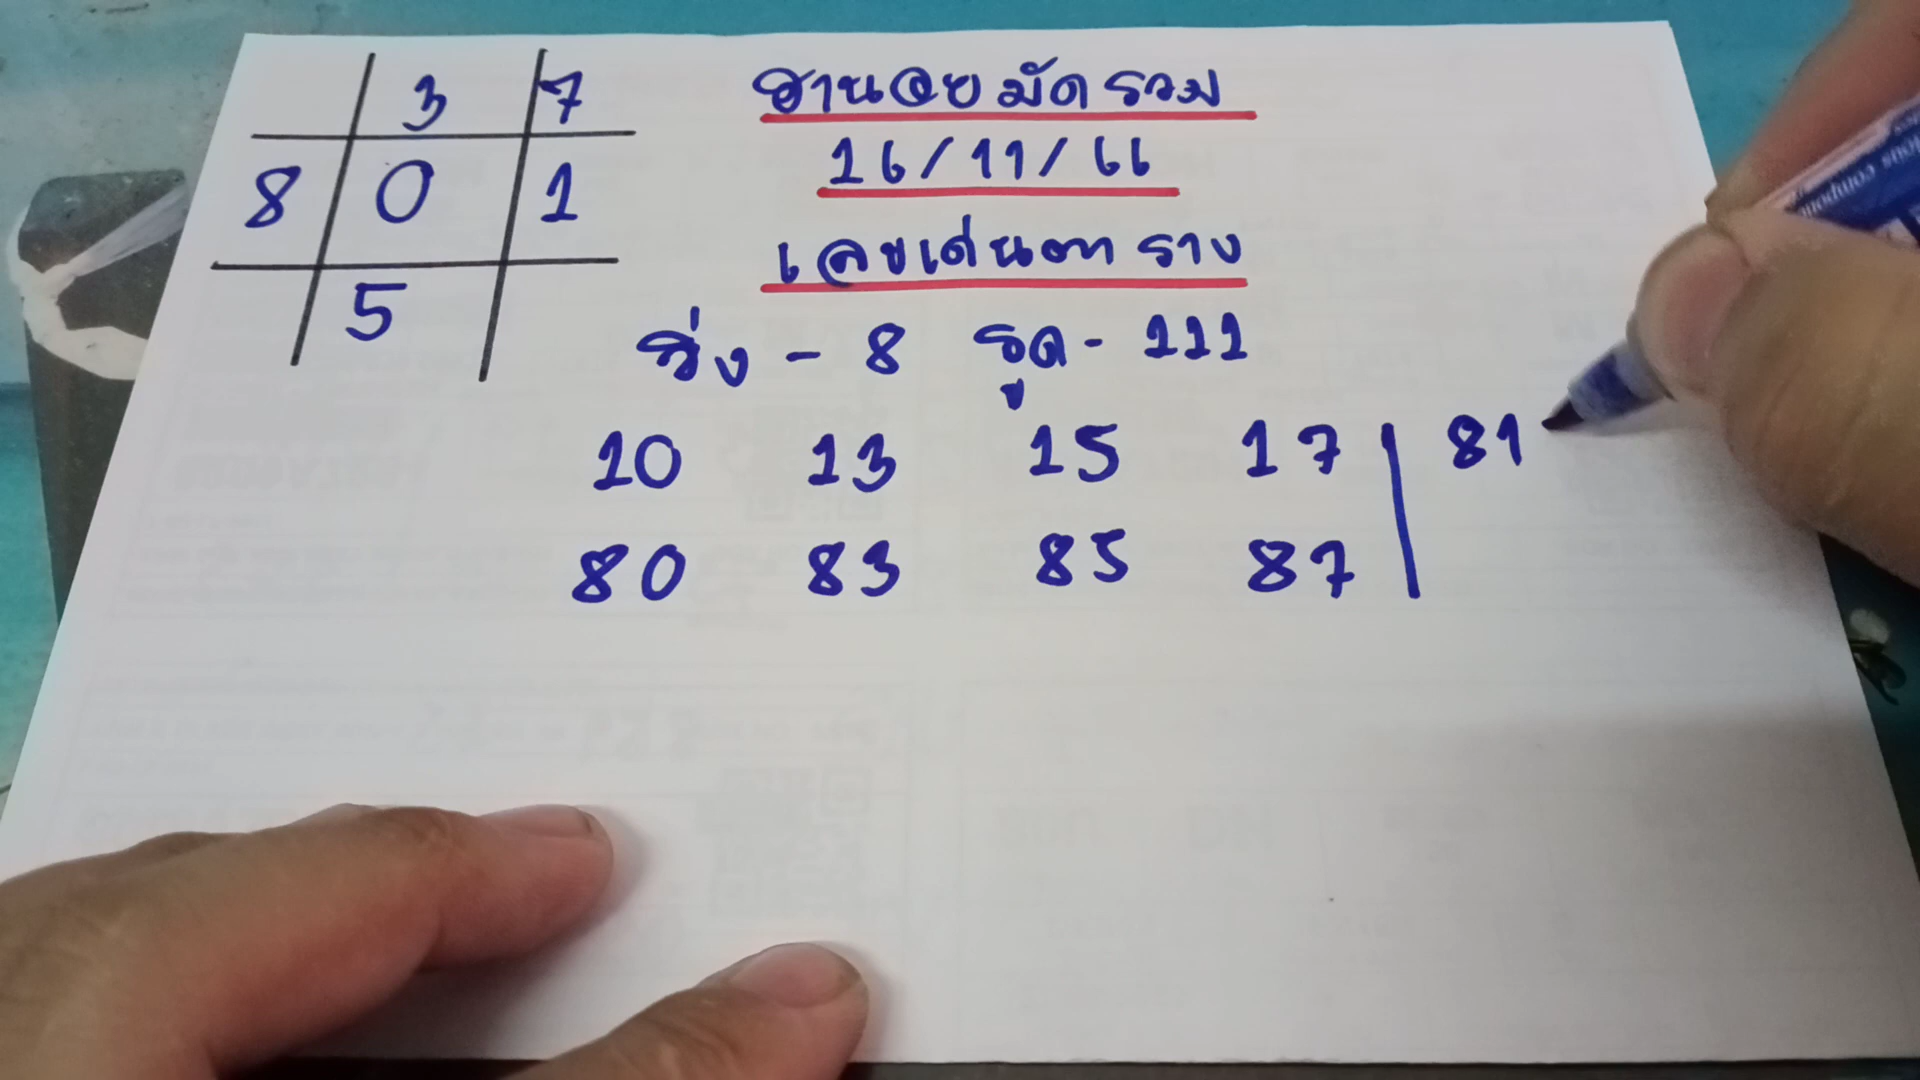 3 7
8 0 1
5
ฮานอยมัดรวม
16/11/66
เลขเด่นตาราง
วิ่ง - 8 รูด - 111
10 13 15 17 81
80 83 85 87